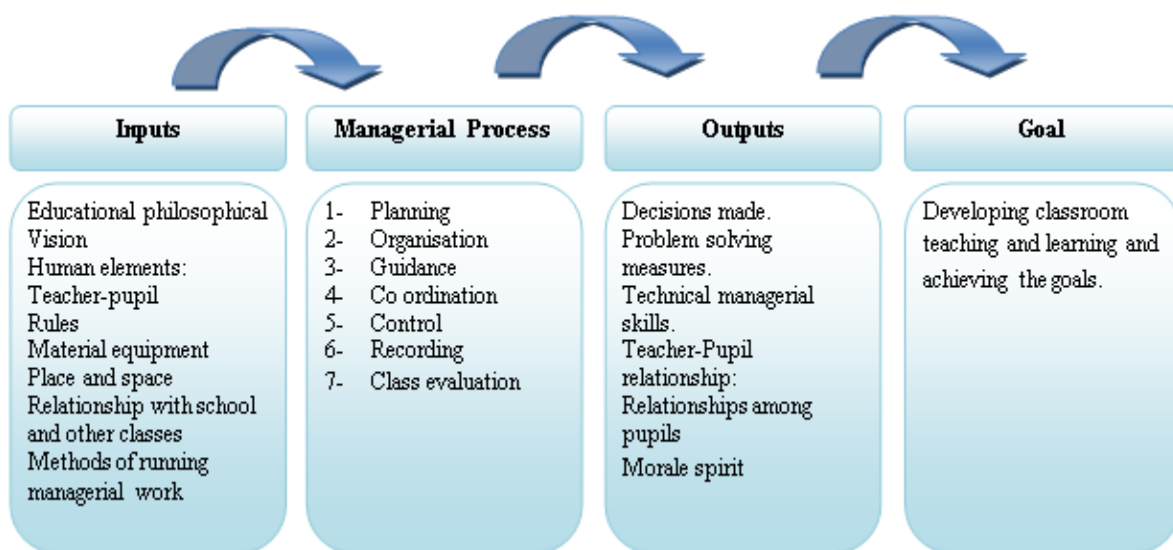 Inputs
Managerial Process
Outputs
Goal
Educational philosophical
Vision
Human elements:
Teacher-pupil
Rules
Material equipment
Place and space
Relationship with school
and other classes
Methods of running
managerial work
1- Planning
2- Organisation
3- Guidance
4- Co ordination
5- Control
6- Recording
7- Class evaluation
Decisions made.
Problem solving
measures.
Technical managerial
skills.
Teacher-Pupil
relationship:
Relationships among
pupils
Morale spirit
Developing classroom
teaching and learning and
achieving the goals.